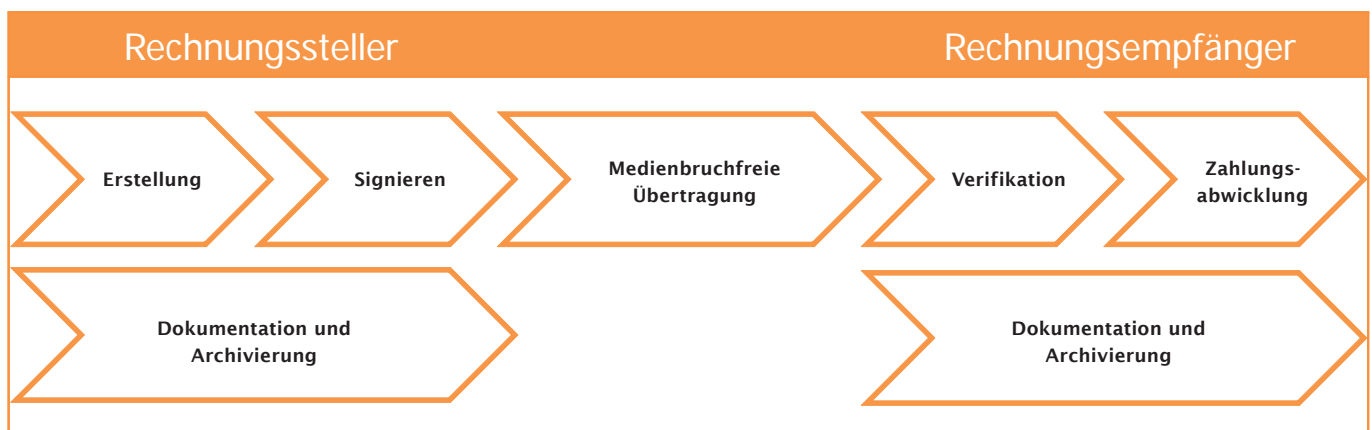 Rechnungssteller
Rechnungsempfänger
Erstellung
Signieren
Medienbruchfreie
Übertragung
Verifikation
Zahlungs-
abwicklung
Dokumentation und
Archivierung
Dokumentation und
Archivierung